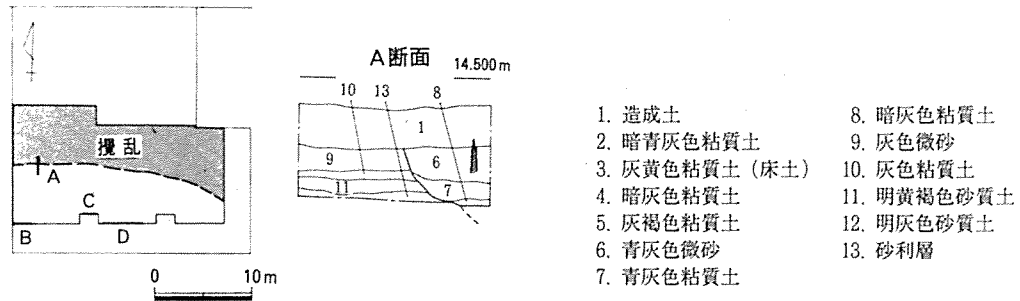 攪乱
A
C
B
D
0 10m
A断面
14.500m
10 13 8
1
9
6
11
7
1. 造成土
2. 暗青灰色粘質土
3. 灰黄色粘質土（床土）
4. 暗灰色粘質土
5. 灰褐色粘質土
6. 青灰色微砂
7. 青灰色粘質土
8. 暗灰色粘質土
9. 灰色微砂
10. 灰色粘質土
11. 明黄褐色砂質土
12. 明灰色砂質土
13. 砂利層